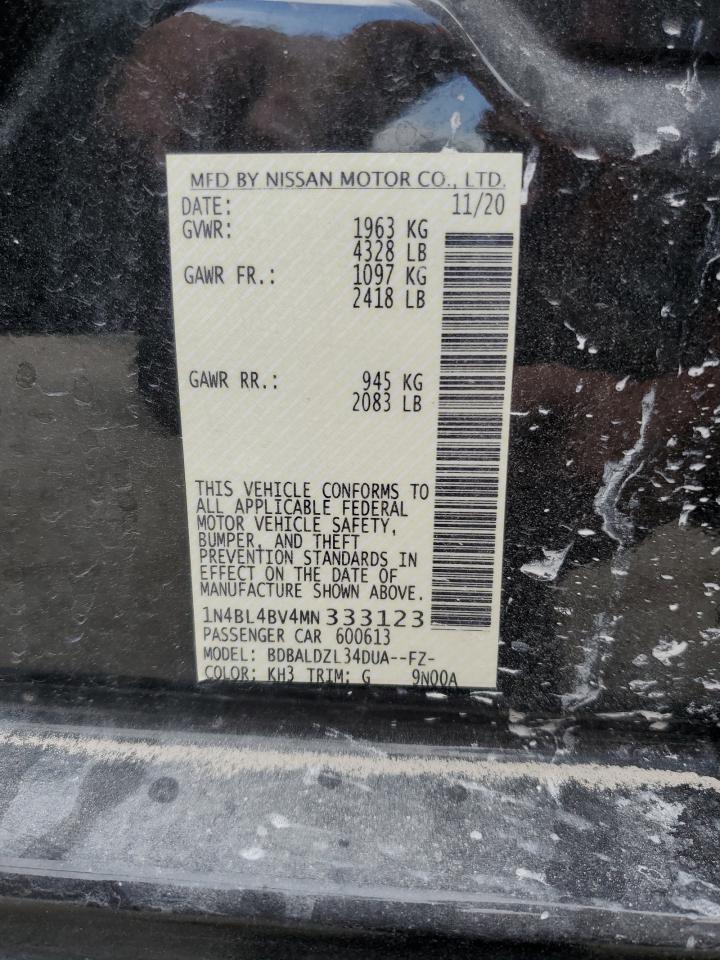 MFD BY NISSAN MOTOR CO., LTD.
DATE: 11/20
GVWR: 1963 KG
4328 LB
GAWR FR.: 1097 KG
2418 LB
GAWR RR.: 945 KG
2083 LB
THIS VEHICLE CONFORMS TO
ALL APPLICABLE FEDERAL
MOTOR VEHICLE SAFETY,
BUMPER, AND THEFT
PREVENTION STANDARDS IN
EFFECT ON THE DATE OF
MANUFACTURE SHOWN ABOVE.
1N4BL4BV4MN333123
PASSENGER CAR 600613
MODEL: BDBALDZL34DUA--FZ-
COLOR: KH3 TRIM: G 9N00A